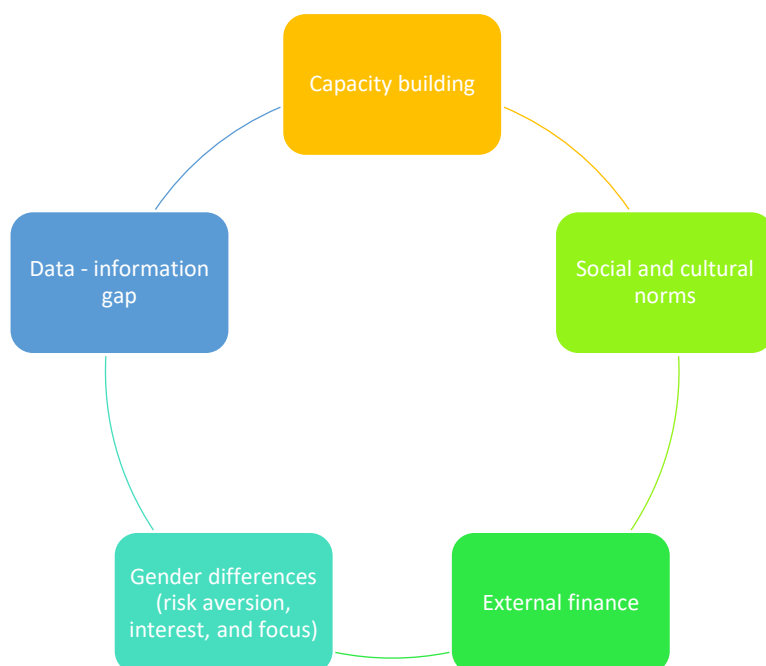 Capacity building
Social and cultural
norms
External finance
Gender differences
(risk aversion,
interest, and focus)
Data - information
gap